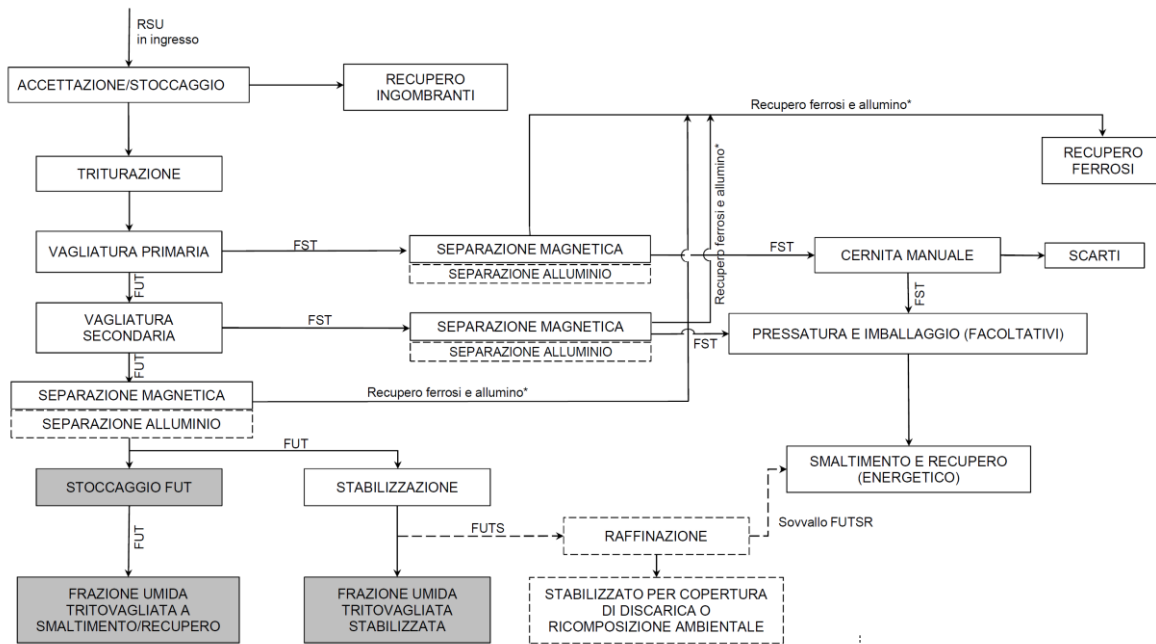 RSU
in ingresso
ACCETTAZIONE/STOCCAGGIO
RECUPERO
INGOMBRANTI
Recupero ferrosi e allumino*
RECUPERO
FERROSI
TRITURAZIONE
Recupero ferrosi e allumino*
VAGLIATURA PRIMARIA
FST
SEPARAZIONE MAGNETICA
SEPARAZIONE ALLUMINIO
FST
CERNITA MANUALE
SCARTI
FUT
FST
VAGLIATURA
SECONDARIA
FST
SEPARAZIONE MAGNETICA
SEPARAZIONE ALLUMINIO
FST
PRESSATURA E IMBALLAGGIO (FACOLTATIVI)
FUT
SEPARAZIONE MAGNETICA
SEPARAZIONE ALLUMINIO
Recupero ferrosi e allumino*
FUT
STOCCAGGIO FUT
STABILIZZAZIONE
SMALTIMENTO E RECUPERO
(ENERGETICO)
FUT
FUTS
RAFFINAZIONE
Sovvallo FUTSR
FRAZIONE UMIDA
TRITOVAGLIATA A
SMALTIMENTO/RECUPERO
FRAZIONE UMIDA
TRITOVAGLIATA
STABILIZZATA
STABILIZZATO PER COPERTURA
DI DISCARICA O
RICOMPOSIZIONE AMBIENTALE